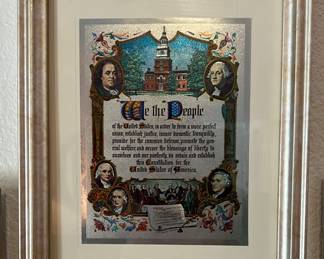 We the People
of the United States, in order to form a more perfect
union, establish justice, insure domestic tranquility,
provide for the common defense, promote the gen
eral welfare and secure the blessings of liberty to
ourselves and our posterity, do ordain and establish
this Constitution for the
United States of America.